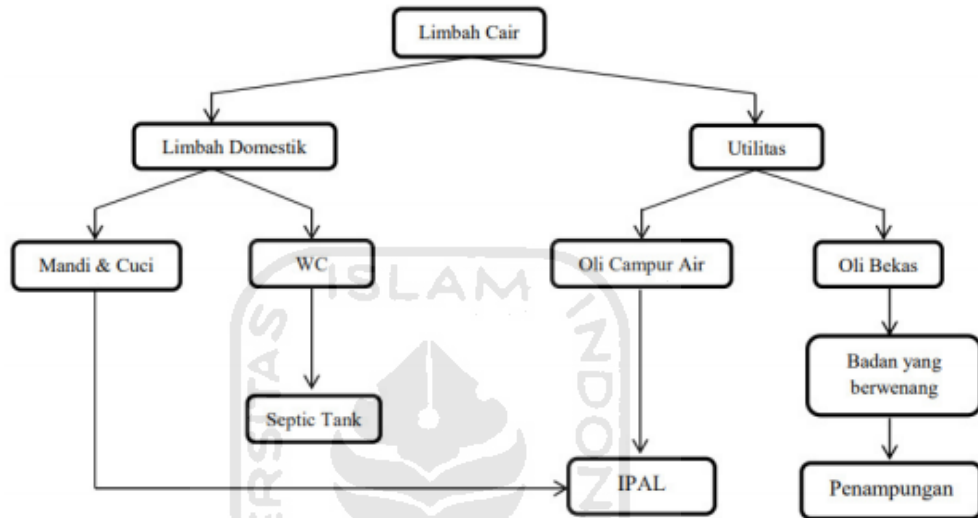 Limbah Cair
Limbah Domestik
Utilitas
Mandi & Cuci
WC
Oli Campur Air
Oli Bekas
ISLAM
Badan yang
berwenang
Septic Tank
IPAL
Penampungan